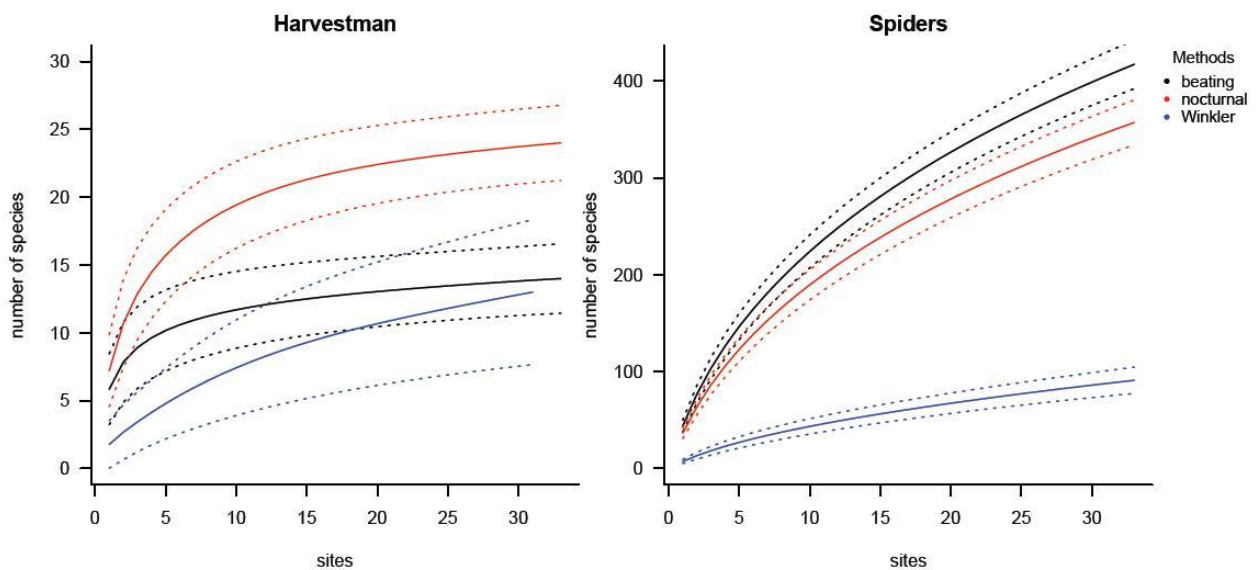 Harvestman
number of species
30
25
20
15
10
5
0
0 5 10 15 20 25 30
sites
Spiders
number of species
400
300
200
100
0
0 5 10 15 20 25 30
sites
Methods
beating
nocturnal
Winkler